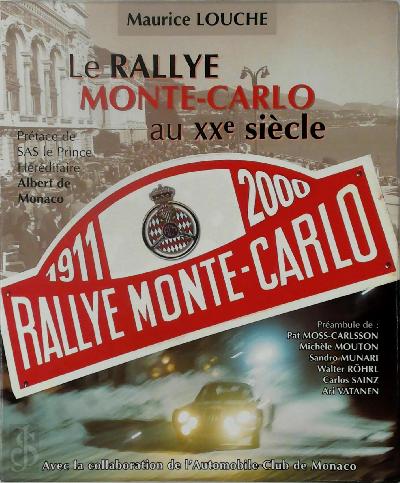 Maurice LOUCHE
Le RALLYE
MONTE-CARLO
au XXe siècle
Préface de
SAS le Prince
Héréditaire
Albert de
Monaco
1911 2000
RALLYE MONTE-CARLO
Préambule de :
Pat MOSS-CARLSSON
Michèle MOUTON
Sandro MUNARI
Walter RÖHRL
Carlos SAINZ
Ari VATANEN
Avec la collaboration de l'Automobile-Club de Monaco